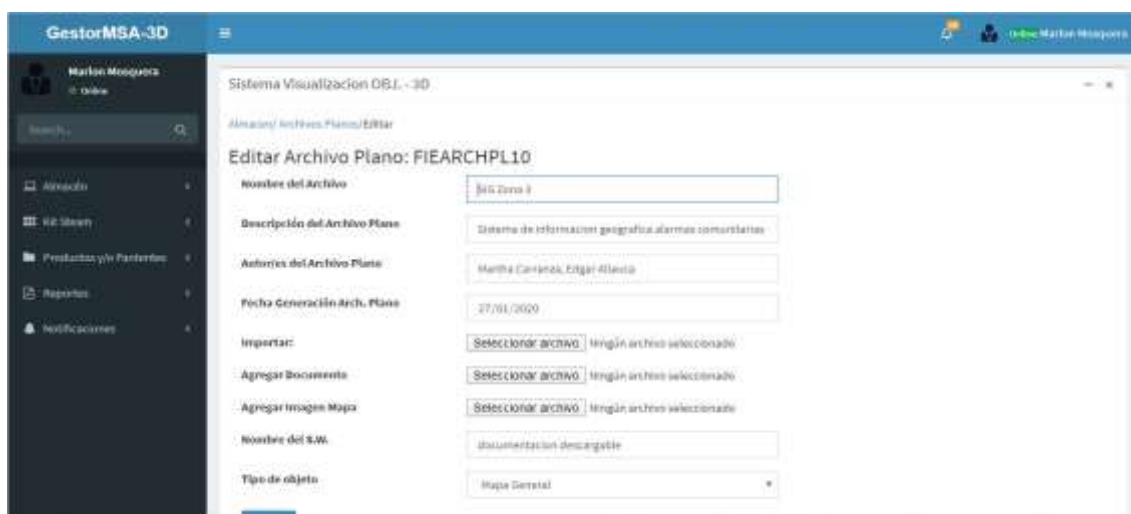 GestorMSA-3D
Online Marlon Mosquera
Marlon Mosquera
Online
Search...
Almacén
Kit Steam
Productos y/o Pantentes
Reportes
Notificaciones
Sistema Visualizacion OBJ. - 3D
Almacen/ Archivos Planos/Editar
Editar Archivo Plano: FIEARCHPL10
Nombre del Archivo
SIG Zona 3
Descripción del Archivo Plano
Sistema de informacion geografica alarmas comunitarias
Autor/es del Archivo Plano
Martha Carranza, Edgar
Fecha Generación Arch. Plano
27/01/2020
Importar:
Seleccionar archivo Ningún archivo seleccionado
Agregar Documento
Seleccionar archivo Ningún archivo seleccionado
Agregar Imagen Mapa
Seleccionar archivo Ningún archivo seleccionado
Nombre del S.W.
documentacion descargable
Tipo de objeto
Mapa General